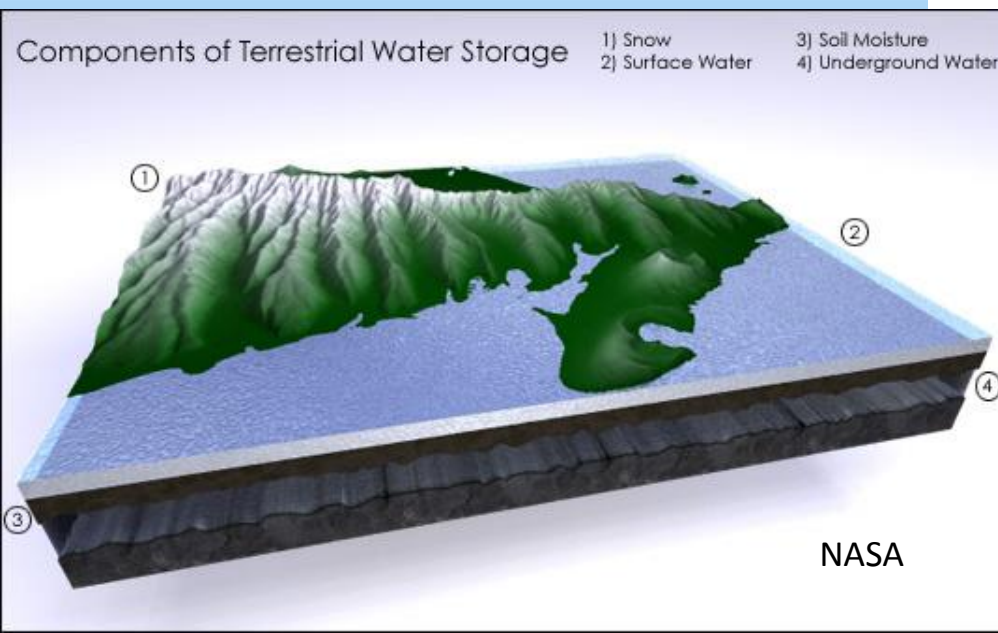 Components of Terrestrial Water Storage
1) Snow
2) Surface Water
3) Soil Moisture
4) Underground Water
1
2
4
3
NASA